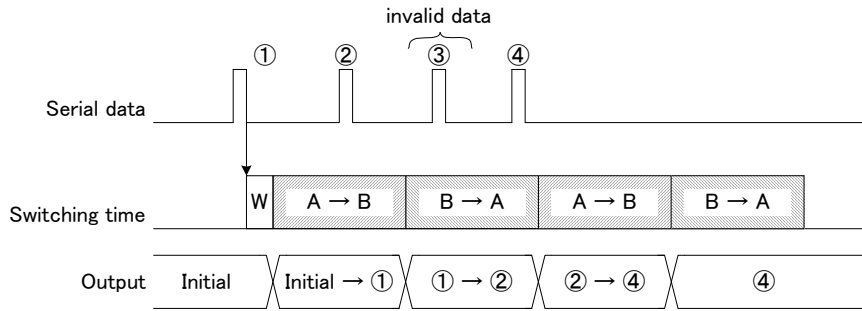 invalid data
① ② ③ ④
Serial data
Switching time W A → B B → A A → B B → A
Output Initial Initial → ① ① → ② ② → ④ ④